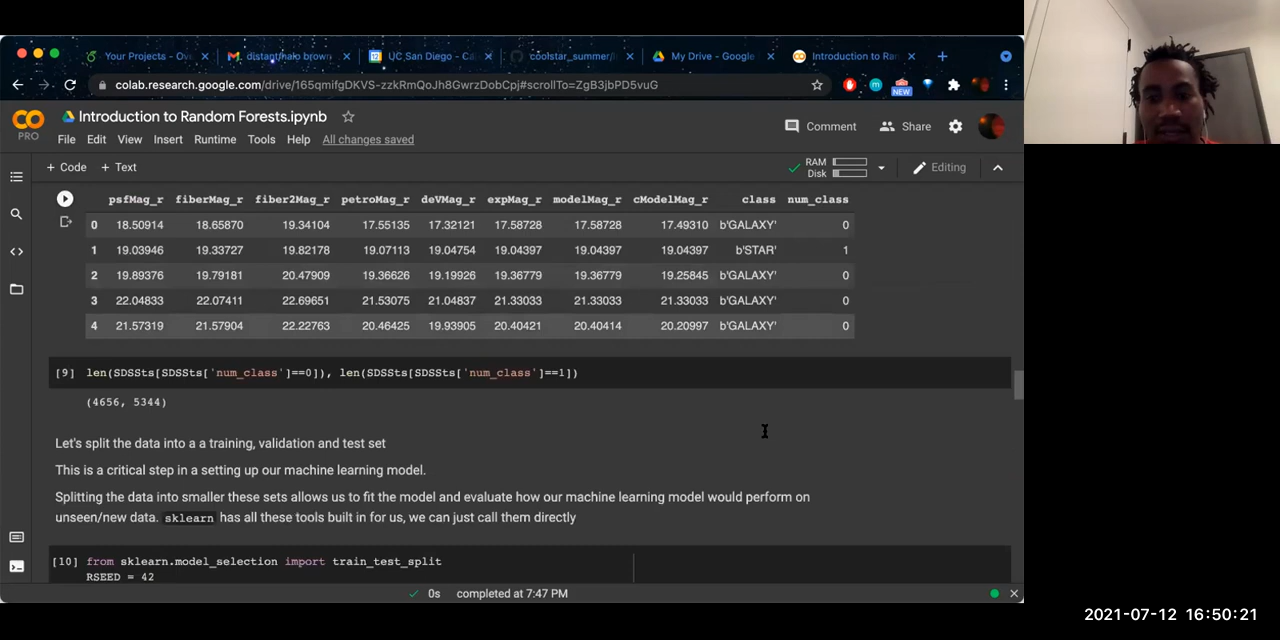 Your Projects - Ove
distant halo brown
UC San Diego - Ca
coolstar_summer/i
My Drive - Google
Introduction to Ran
colab.research.google.com/drive/165qmifgDKVS-zzkRmQoJh8GwrzDobCpj#scrollTo=ZgB3jbPD5vuG
NEW
CO
PRO
Introduction to Random Forests.ipynb
Comment
Share
File Edit View Insert Runtime Tools Help All changes saved
+ Code + Text
RAM
Disk
Editing
psfMag_r fiberMag_r fiber2Mag_r petroMag_r deVMag_r expMag_r modelMag_r cModelMag_r class num_class
0 18.50914 18.65870 19.34104 17.55135 17.32121 17.58728 17.58728 17.49310 b'GALAXY' 0
1 19.03946 19.33727 19.82178 19.07113 19.04754 19.04397 19.04397 19.04397 b'STAR' 1
2 19.89376 19.79181 20.47909 19.36626 19.19926 19.36779 19.36779 19.25845 b'GALAXY' 0
3 22.04833 22.07411 22.69651 21.53075 21.04837 21.33033 21.33033 21.33033 b'GALAXY' 0
4 21.57319 21.57904 22.22763 20.46425 19.93905 20.40421 20.40414 20.20997 b'GALAXY' 0
[9] len(SDSSts[SDSSts['num_class']==0]), len(SDSSts[SDSSts['num_class']==1])
(4656, 5344)
Let's split the data into a a training, validation and test set
This is a critical step in a setting up our machine learning model.
Splitting the data into smaller these sets allows us to fit the model and evaluate how our machine learning model would perform on
unseen/new data. sklearn has all these tools built in for us, we can just call them directly
[10] from sklearn.model_selection import train_test_split
RSEED = 42
0s completed at 7:47 PM
2021-07-12 16:50:21